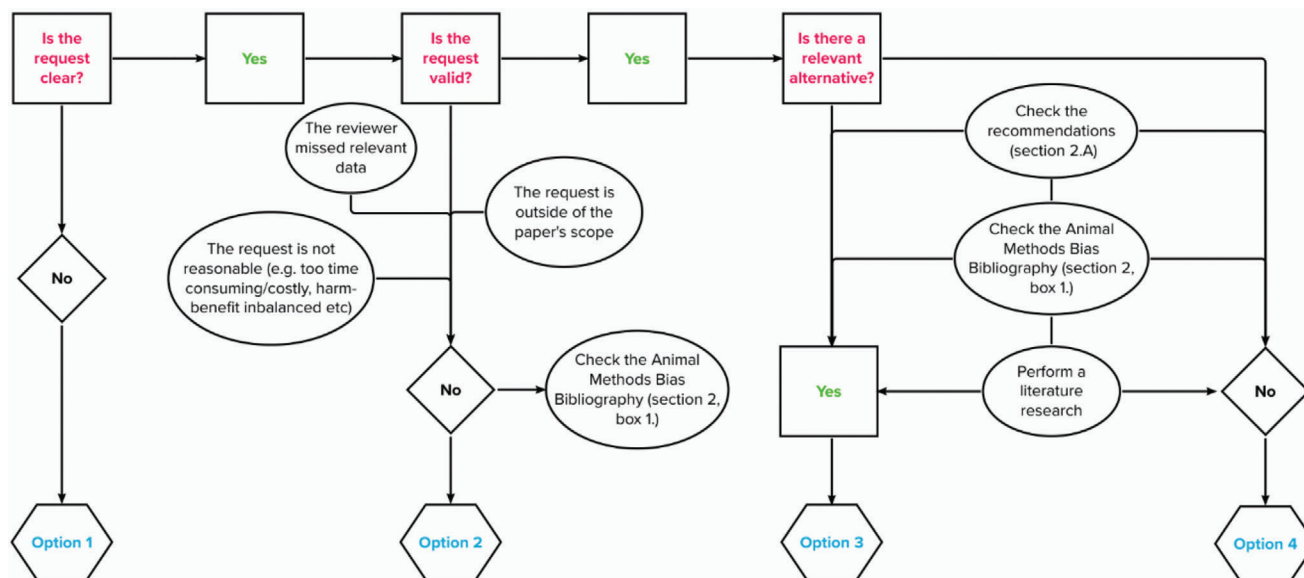 Is the
request
clear?
Yes
Is the
request
valid?
Yes
Is there a
relevant
alternative?
The reviewer
missed relevant
data
Check the
recommendations
(section 2.A)
The request is
outside of the
paper's scope
The request is not
reasonable (e.g. too time
consuming/costly, harm-
benefit inbalanced etc)
No
Check the Animal
Methods Bias
Bibliography (section 2,
box 1.)
No
Check the Animal
Methods Bias
Bibliography (section 2,
box 1.)
Yes
Perform a
literature
research
No
Option 1
Option 2
Option 3
Option 4